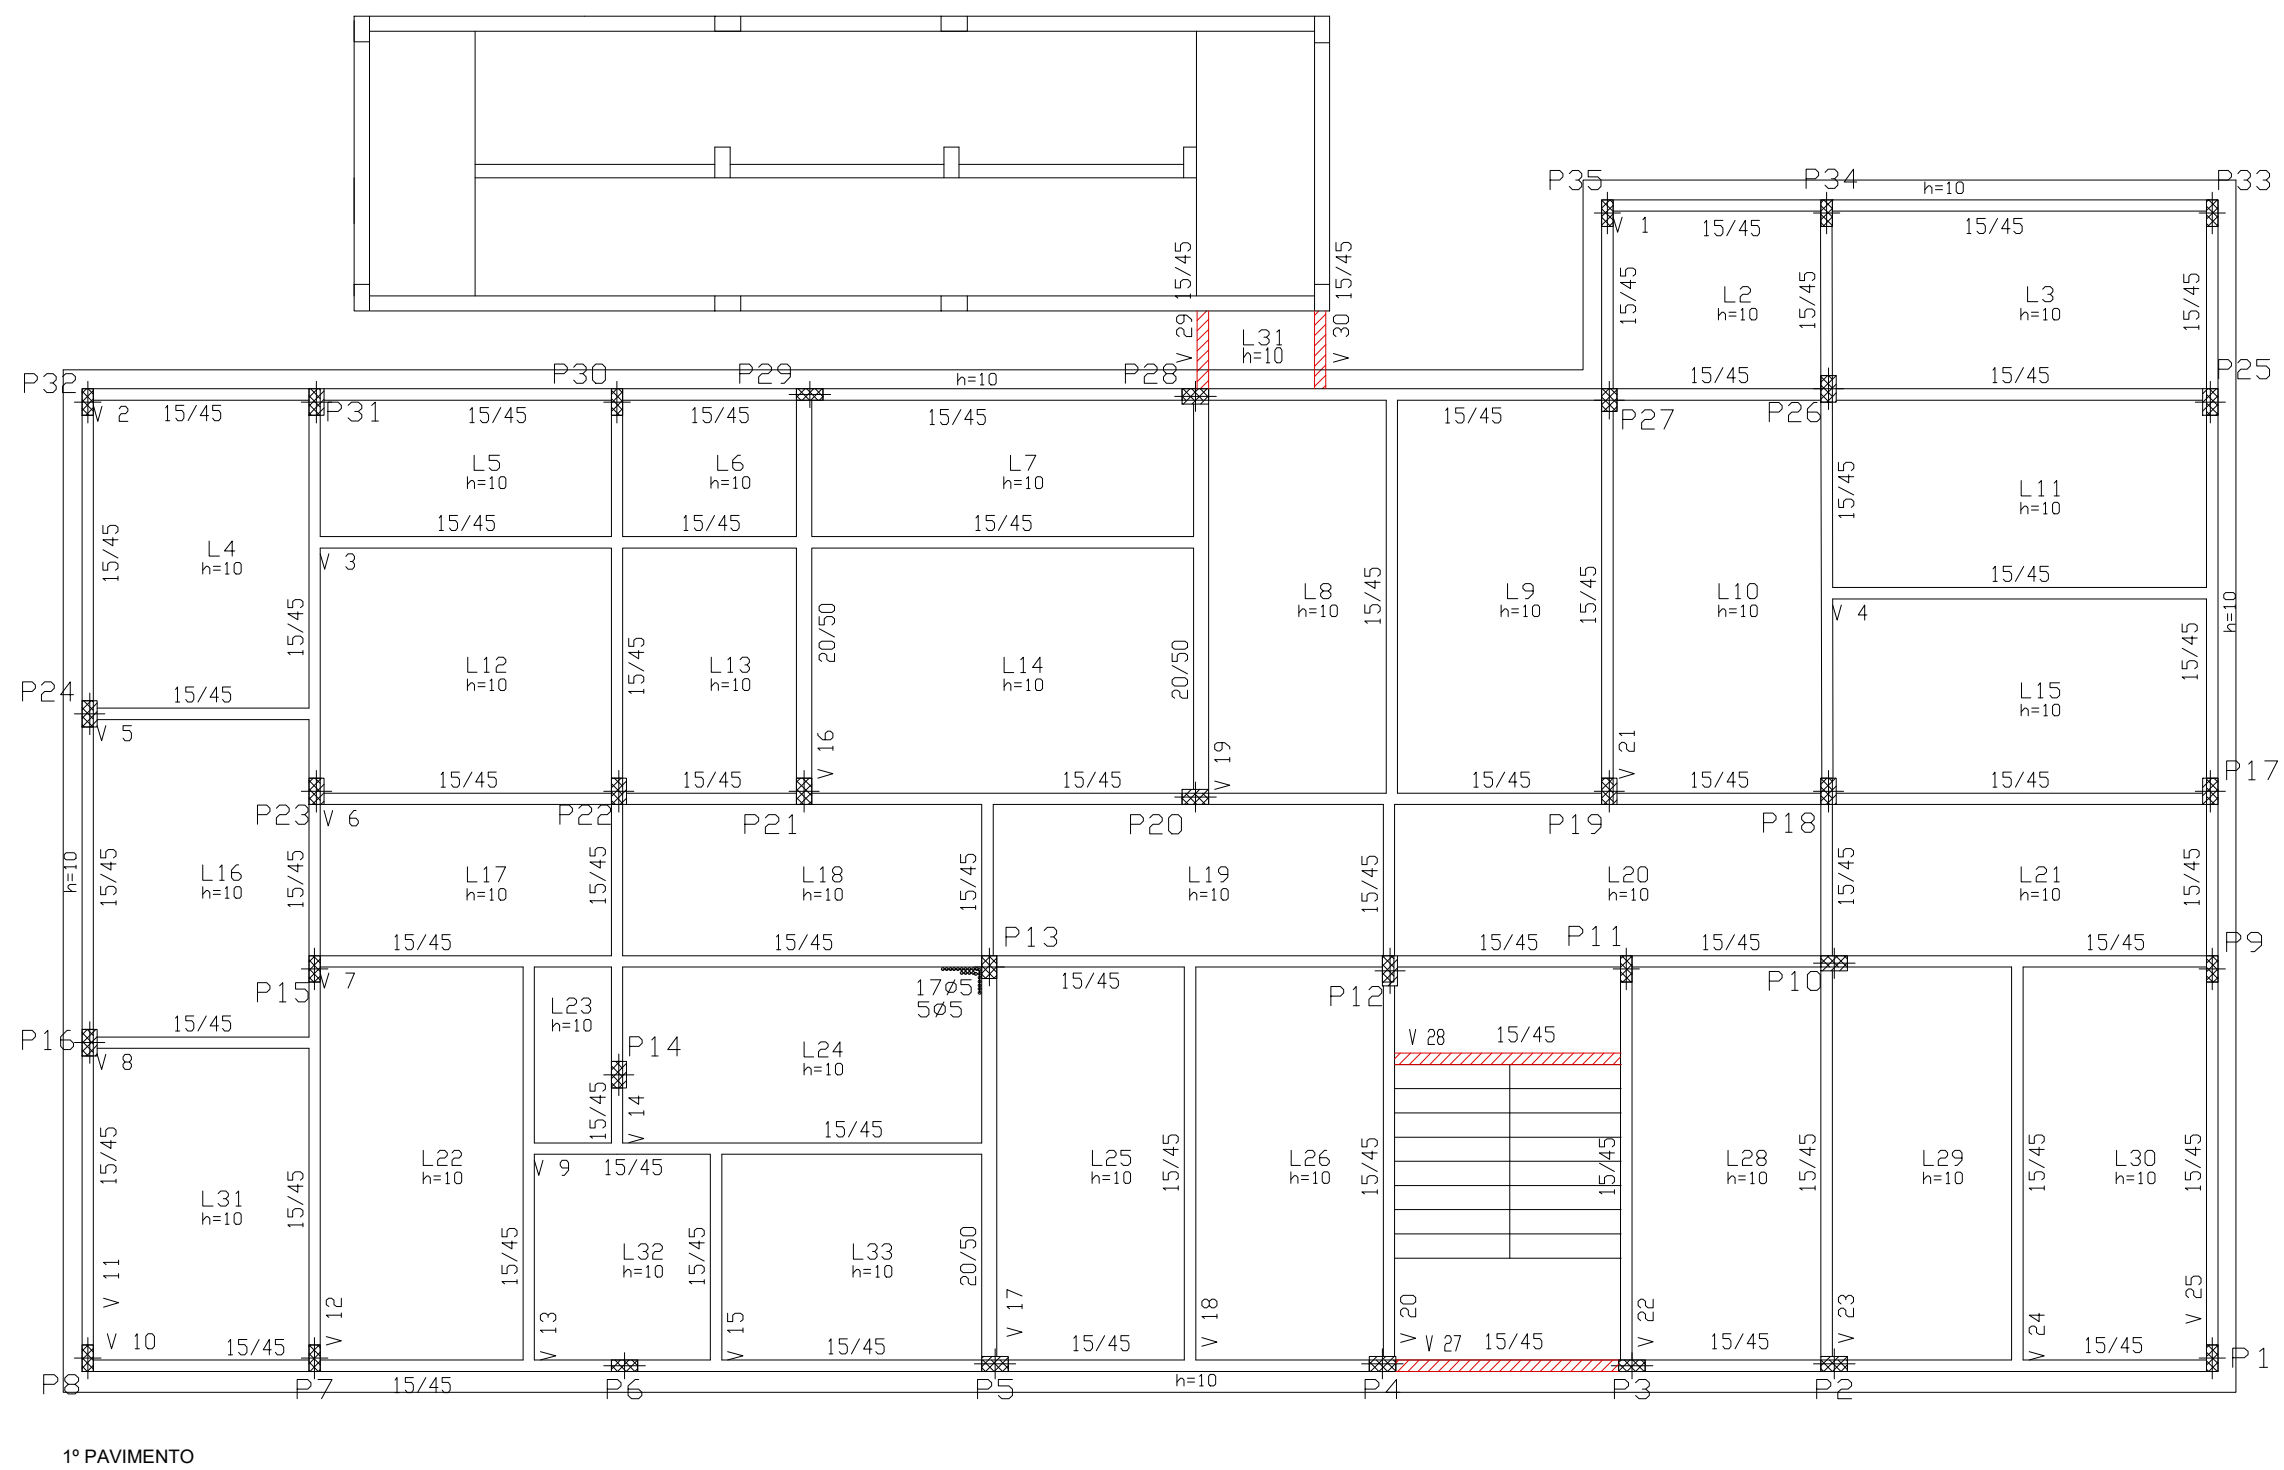 P35
P34
P33
h=10
V 1
15/45
15/45
15/45
15/45
15/45
15/45
15/45
L2
h=10
L3
h=10
V 29
L31
h=10
V 30
P32
P30
P29
P28
h=10
15/45
15/45
P25
V 2
15/45
P31
15/45
15/45
15/45
15/45
P27
P26
L5
h=10
L6
h=10
L7
h=10
15/45
L11
h=10
15/45
15/45
15/45
15/45
L4
h=10
V 3
15/45
15/45
20/50
L8
h=10
15/45
L9
h=10
15/45
L10
h=10
V 4
h=10
15/45
L12
h=10
15/45
L13
h=10
L14
h=10
20/50
L15
h=10
15/45
P24
15/45
V 5
V 16
V 19
V 21
15/45
15/45
15/45
15/45
15/45
15/45
P17
P23
V 6
P22
P21
P20
P19
P18
h=10
15/45
L16
h=10
15/45
L17
h=10
15/45
L18
h=10
15/45
L19
h=10
15/45
L20
h=10
15/45
L21
h=10
15/45
15/45
15/45
P13
15/45
P11
15/45
15/45
P9
V 7
P15
17ø5
5ø5
15/45
P12
P10
L23
h=10
P16
15/45
V 8
P14
L24
h=10
V 28
15/45
15/45
V 14
15/45
15/45
L22
h=10
V 9
15/45
L25
h=10
15/45
L26
h=10
15/45
15/45
L28
h=10
15/45
L29
h=10
15/45
L30
h=10
15/45
L31
h=10
15/45
15/45
L32
h=10
15/45
L33
h=10
20/50
V 11
V 12
V 13
V 15
V 17
V 18
V 20
V 22
V 23
V 24
V 25
V 10
15/45
15/45
15/45
V 27
15/45
15/45
15/45
P1
P8
P7
15/45
P6
P5
h=10
P4
P3
P2
1º PAVIMENTO